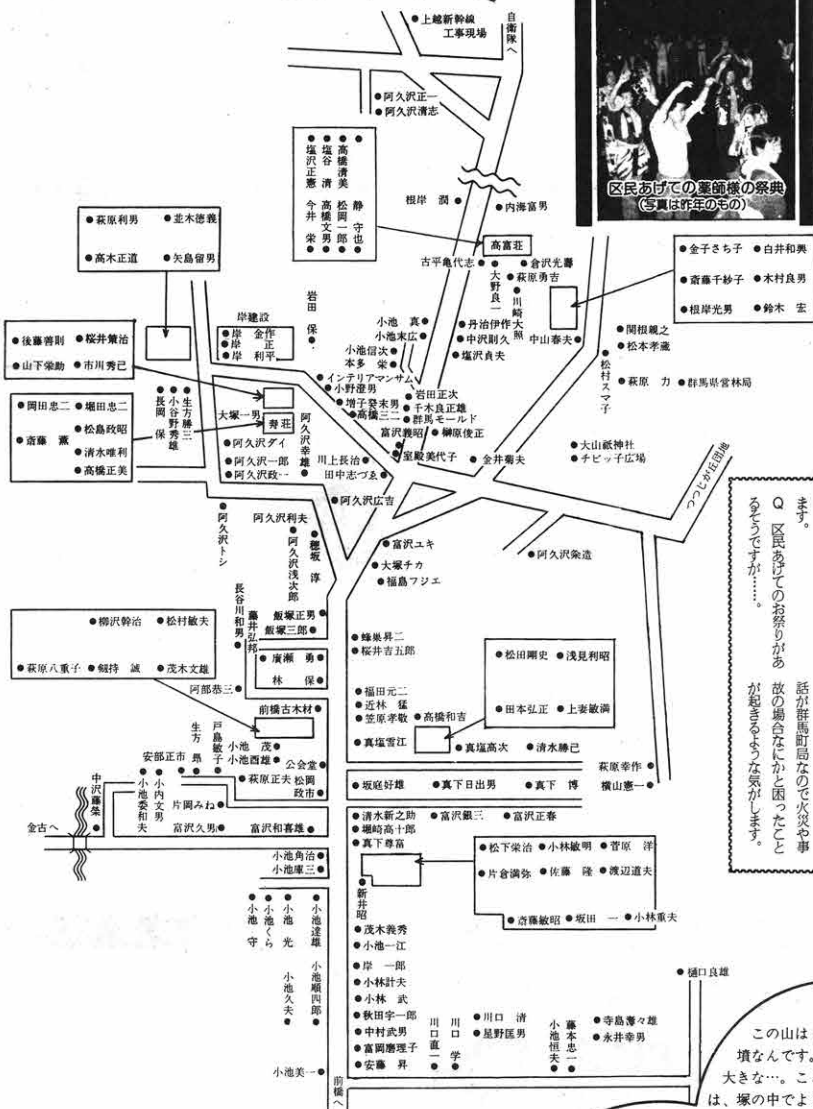 ●上越新幹線
工事現場
自衛隊へ
区民あげての薬師様の祭典
(写真は昨年のもの)
●阿久沢正一
●阿久沢清志
●高橋清美
●塩谷 清
●塩沢正憲
静 守也
松岡一郎
高橋文男
今井 栄
根岸 潤●
●内海富男
高富荘
古平亀代志
●大野良一
●倉沢光壽
●萩原勇吉
●川崎大照
●金子さち子 ●白井和興
●斎藤千紗子 ●木村良男
●根岸光男 ●鈴木 宏
中山春夫●
●関根親之
●松本孝蔵
●松村スマ子
●萩原 力 ●群馬県営林局
●大山祇神社
●チビッ子広場
つつじが丘団地
●萩原利男 ●並木徳義
●高木正道 ●矢島留男
岩田 保●
岸建設
●岸 金作
●岸 正
●岸 利平
小池 真●
小池末広●
小池信次●
本多 栄●
●丹治伊作
●中沢則久
●塩沢貞夫
●インテリアマンサム
●小野澄男
●増子発末男
●高橋三二
●岩田正次
●千木良正雄
●群馬モールド
富沢義昭● ●榊原俊正
●室殿美代子
●金井菊夫
●後藤善則 ●桜井策治
●山下栄助 ●市川秀己
●岡田忠二 ●堀田忠二
●松島政昭
●斎藤 薫
●清水唯利
●高橋正美
生方勝三
小谷野秀雄
長岡 保
大塚一男
寿荘
阿久沢幸雄
●阿久沢ダイ
●阿久沢一郎
●阿久沢政一
川上長治●
田中志づゑ●
●阿久沢広吉
●阿久沢トシ
阿久沢利夫●
●阿久沢浅次郎
●穂坂 淳
●富沢ユキ
●大塚チカ
●福島フジエ
●阿久沢粂造
長谷川和男
藤井弘邦
飯塚正男●
飯塚三郎●
●廣瀬 勇
林 保●
●蜂巣昇二
●桜井吉五郎
●柳沢幹治 ●松村敏夫
●萩原八重子 ●剱持 誠 ●茂木文雄
阿部恭三●
前橋古木材●
●福田元二
●近林 猛
●笠原孝敬 ●高橋和吉
●真塩雪江
●松田剛史 ●浅見利昭
●田本弘正 ●上妻敏満
●真塩高次 ●清水勝己
戸島敏子
生方 昂
安部正市
小池 茂●
小池酉雄●
公会堂●
●萩原正夫
松岡政市●
萩原幸作●
横山憲一●
●坂庭好雄 ●真下日出男 ●真下 博
中沢藤榮
金古へ
●小池委和夫
●小内文男
片岡みね●
富沢久男●
富沢和喜雄●
●清水新之助 ●富沢銀三 ●富沢正春
●堀崎高十郎
●真下尊富
●松下栄治 ●小林敏明 ●菅原 洋
●片倉満弥 ●佐藤 隆 ●渡辺道夫
●斎藤敏昭 ●坂田 一 ●小林重夫
小池角治●
小池庫三●
●新井昭
●小池 守
●小池くら
●小池 光
●小池達雄
小池久夫●
小池順四郎●
●茂木義秀
●小池一江
●岸 一郎
●小林計夫
●小林 武
●秋田宇一郎
●中村武男
●富岡磨理子
●安藤 昇
小池美一●
前橋へ
川口直一●
川口 学●
●川口 清
●星野匡男
小池恒夫●
藤本忠二●
●寺島海々雄
●永井幸男
●樋口良雄
ます。
Q 区民あげてのお祭りがあ
るそうですが……。
話が群馬町局なので火災や事
故の場合なにかと困ったこと
が起きるような気がします。
この山は
墳なんです。
大きな…。こ
は、塚の中でよ